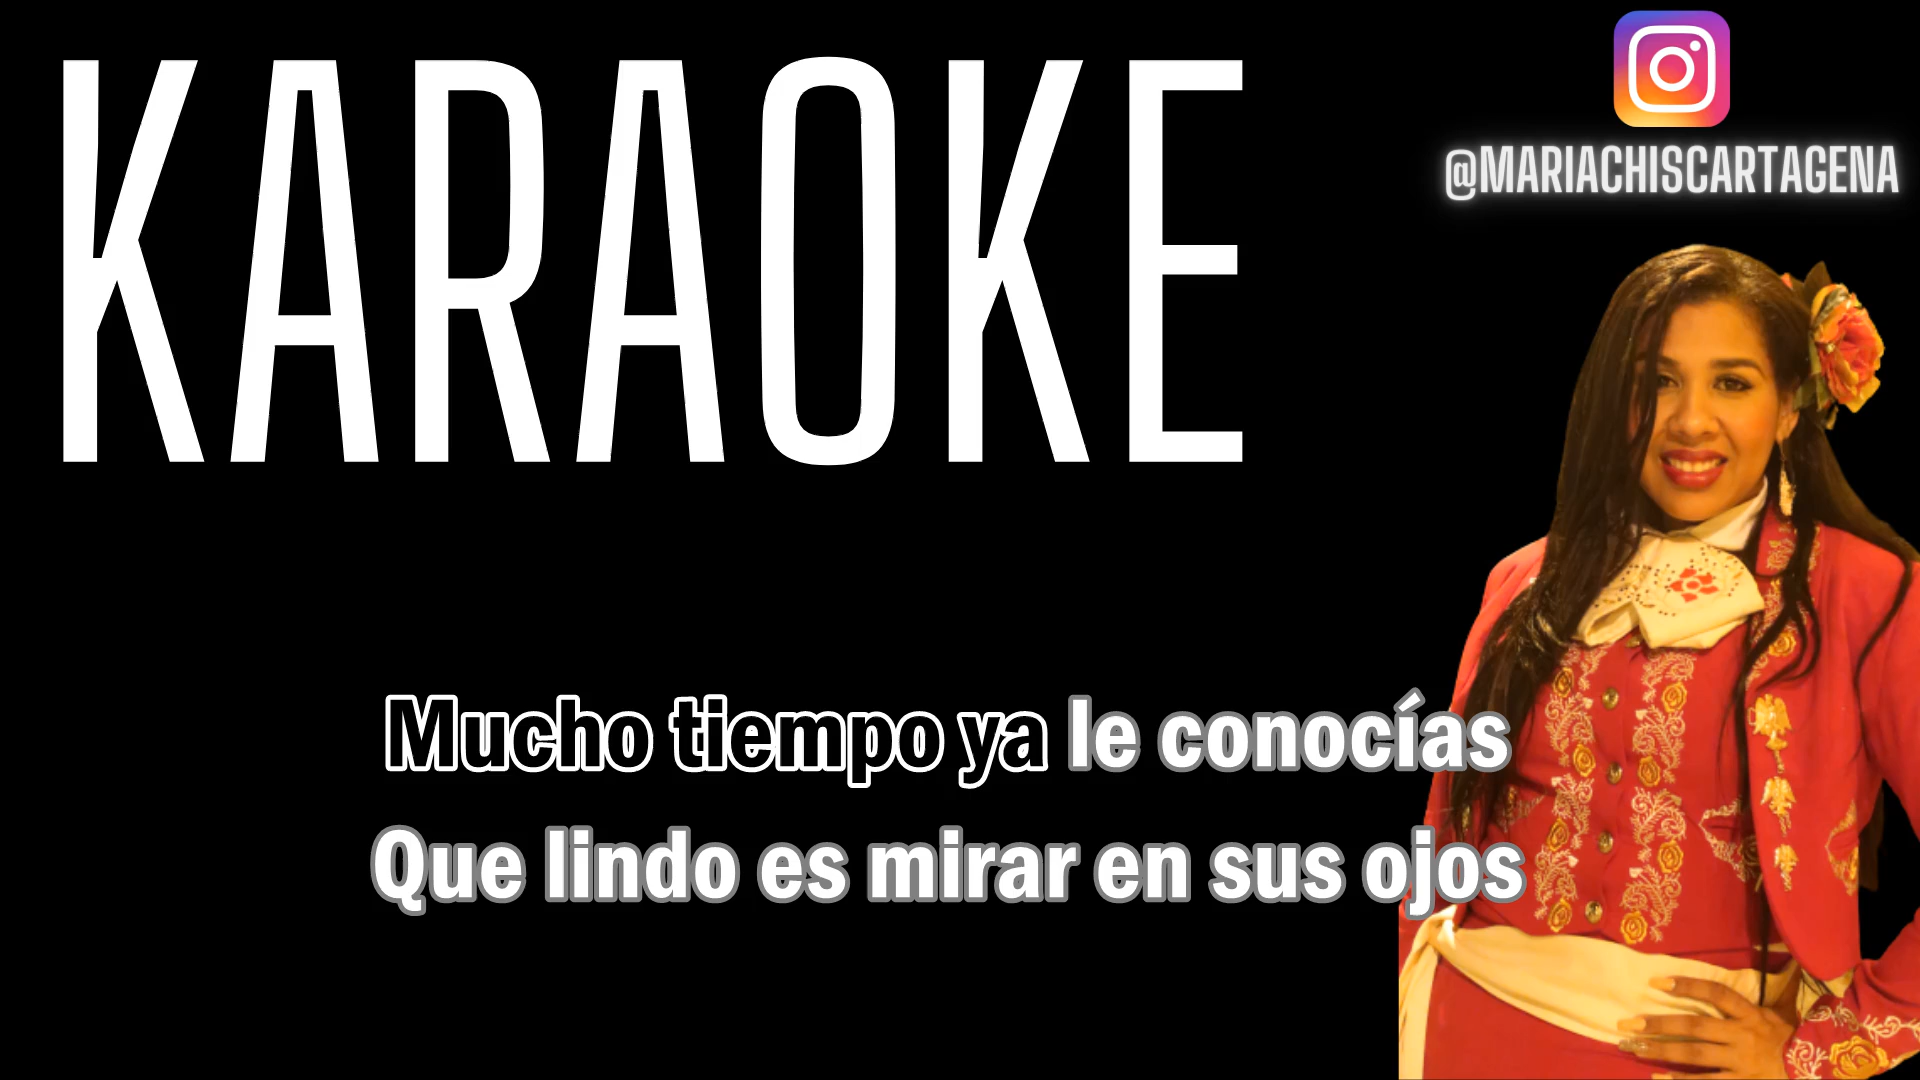 KARAOKE
@MARIACHISCARTAGENA
Mucho tiempo ya le conocías
Que lindo es mirar en sus ojos